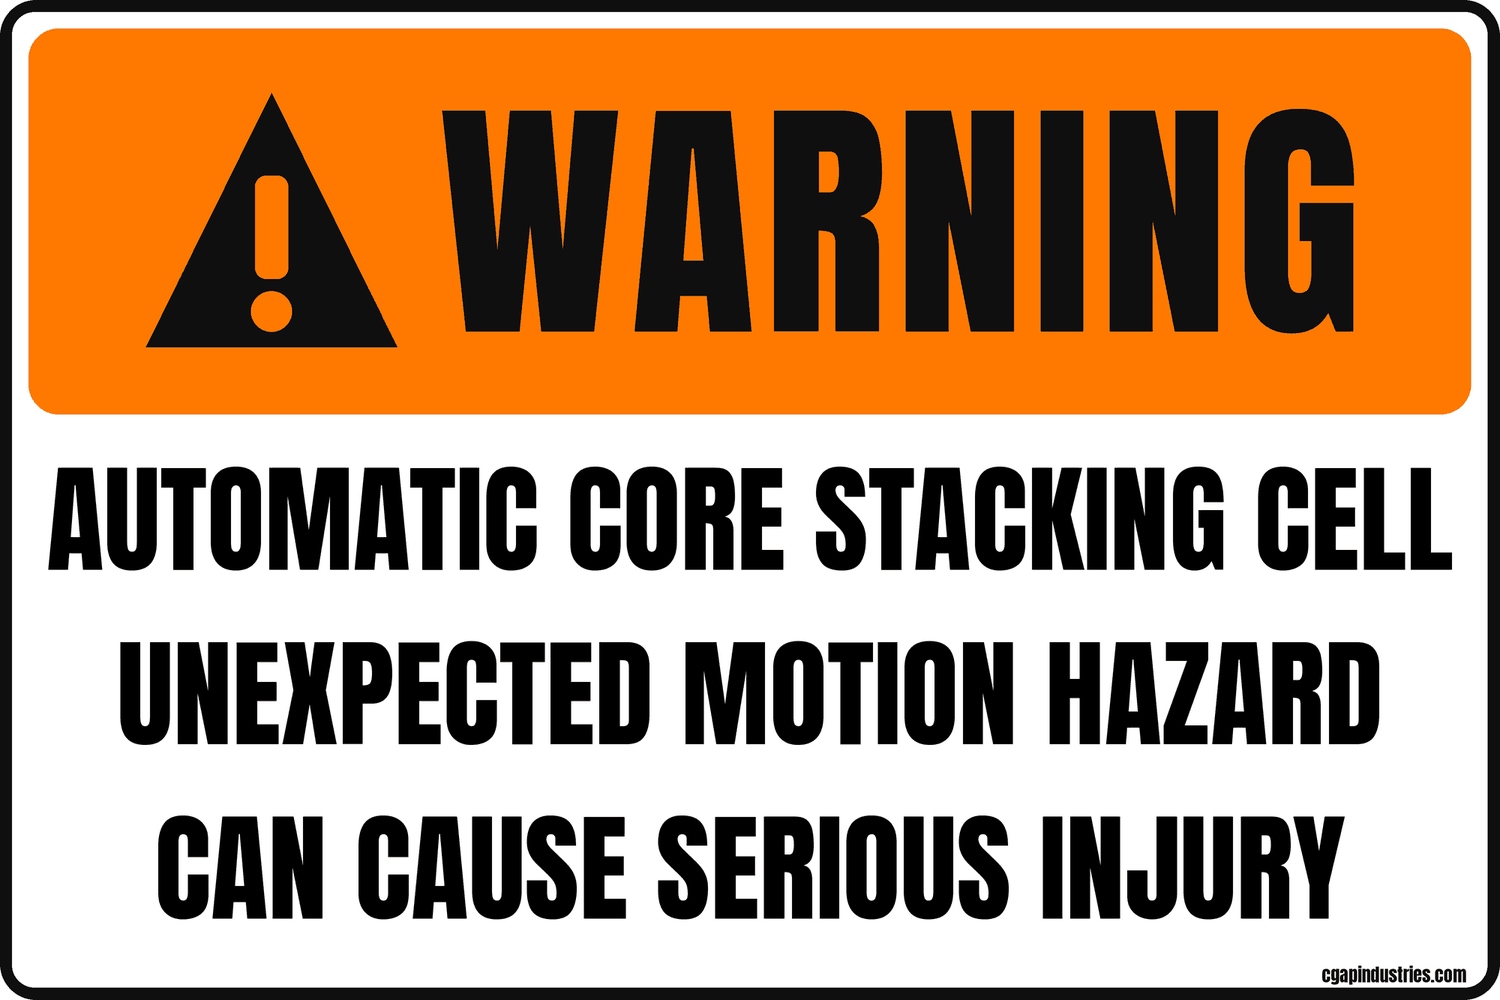 WARNING
AUTOMATIC CORE STACKING CELL
UNEXPECTED MOTION HAZARD
CAN CAUSE SERIOUS INJURY
cgapindustries.com